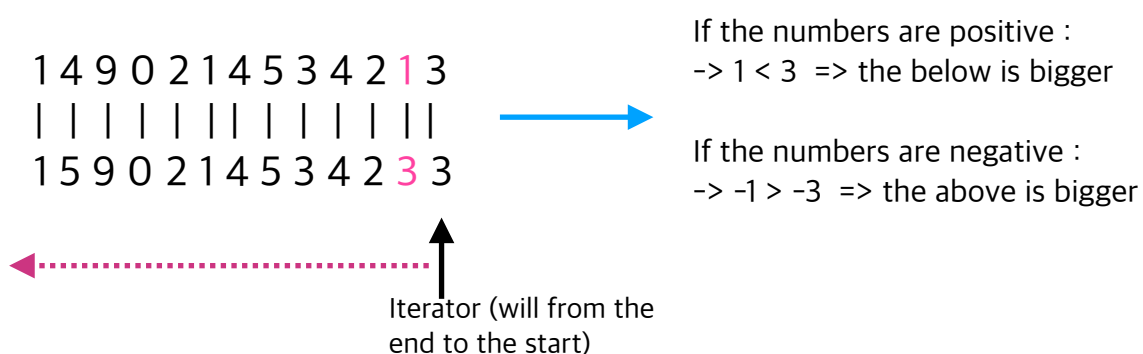 1 4 9 0 2 1 4 5 3 4 2 1 3
| | | | | | | | | | | | |
1 5 9 0 2 1 4 5 3 4 2 3 3
If the numbers are positive :
-> 1 < 3 => the below is bigger
If the numbers are negative :
-> -1 > -3 => the above is bigger
Iterator (will from the
end to the start)